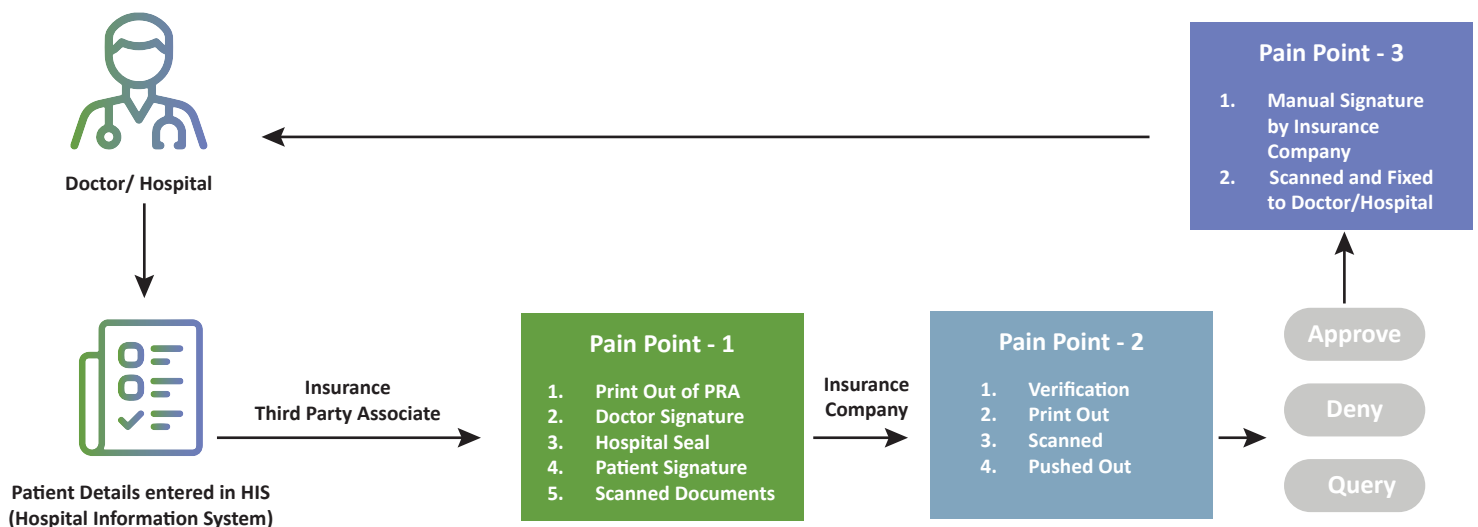 Doctor/ Hospital
Patient Details entered in HIS
(Hospital Information System)
Insurance
Third Party Associate
Pain Point - 1
1. Print Out of PRA
2. Doctor Signature
3. Hospital Seal
4. Patient Signature
5. Scanned Documents
Insurance
Company
Pain Point - 2
1. Verification
2. Print Out
3. Scanned
4. Pushed Out
Approve
Deny
Query
Pain Point - 3
1. Manual Signature
by Insurance
Company
2. Scanned and Fixed
to Doctor/Hospital